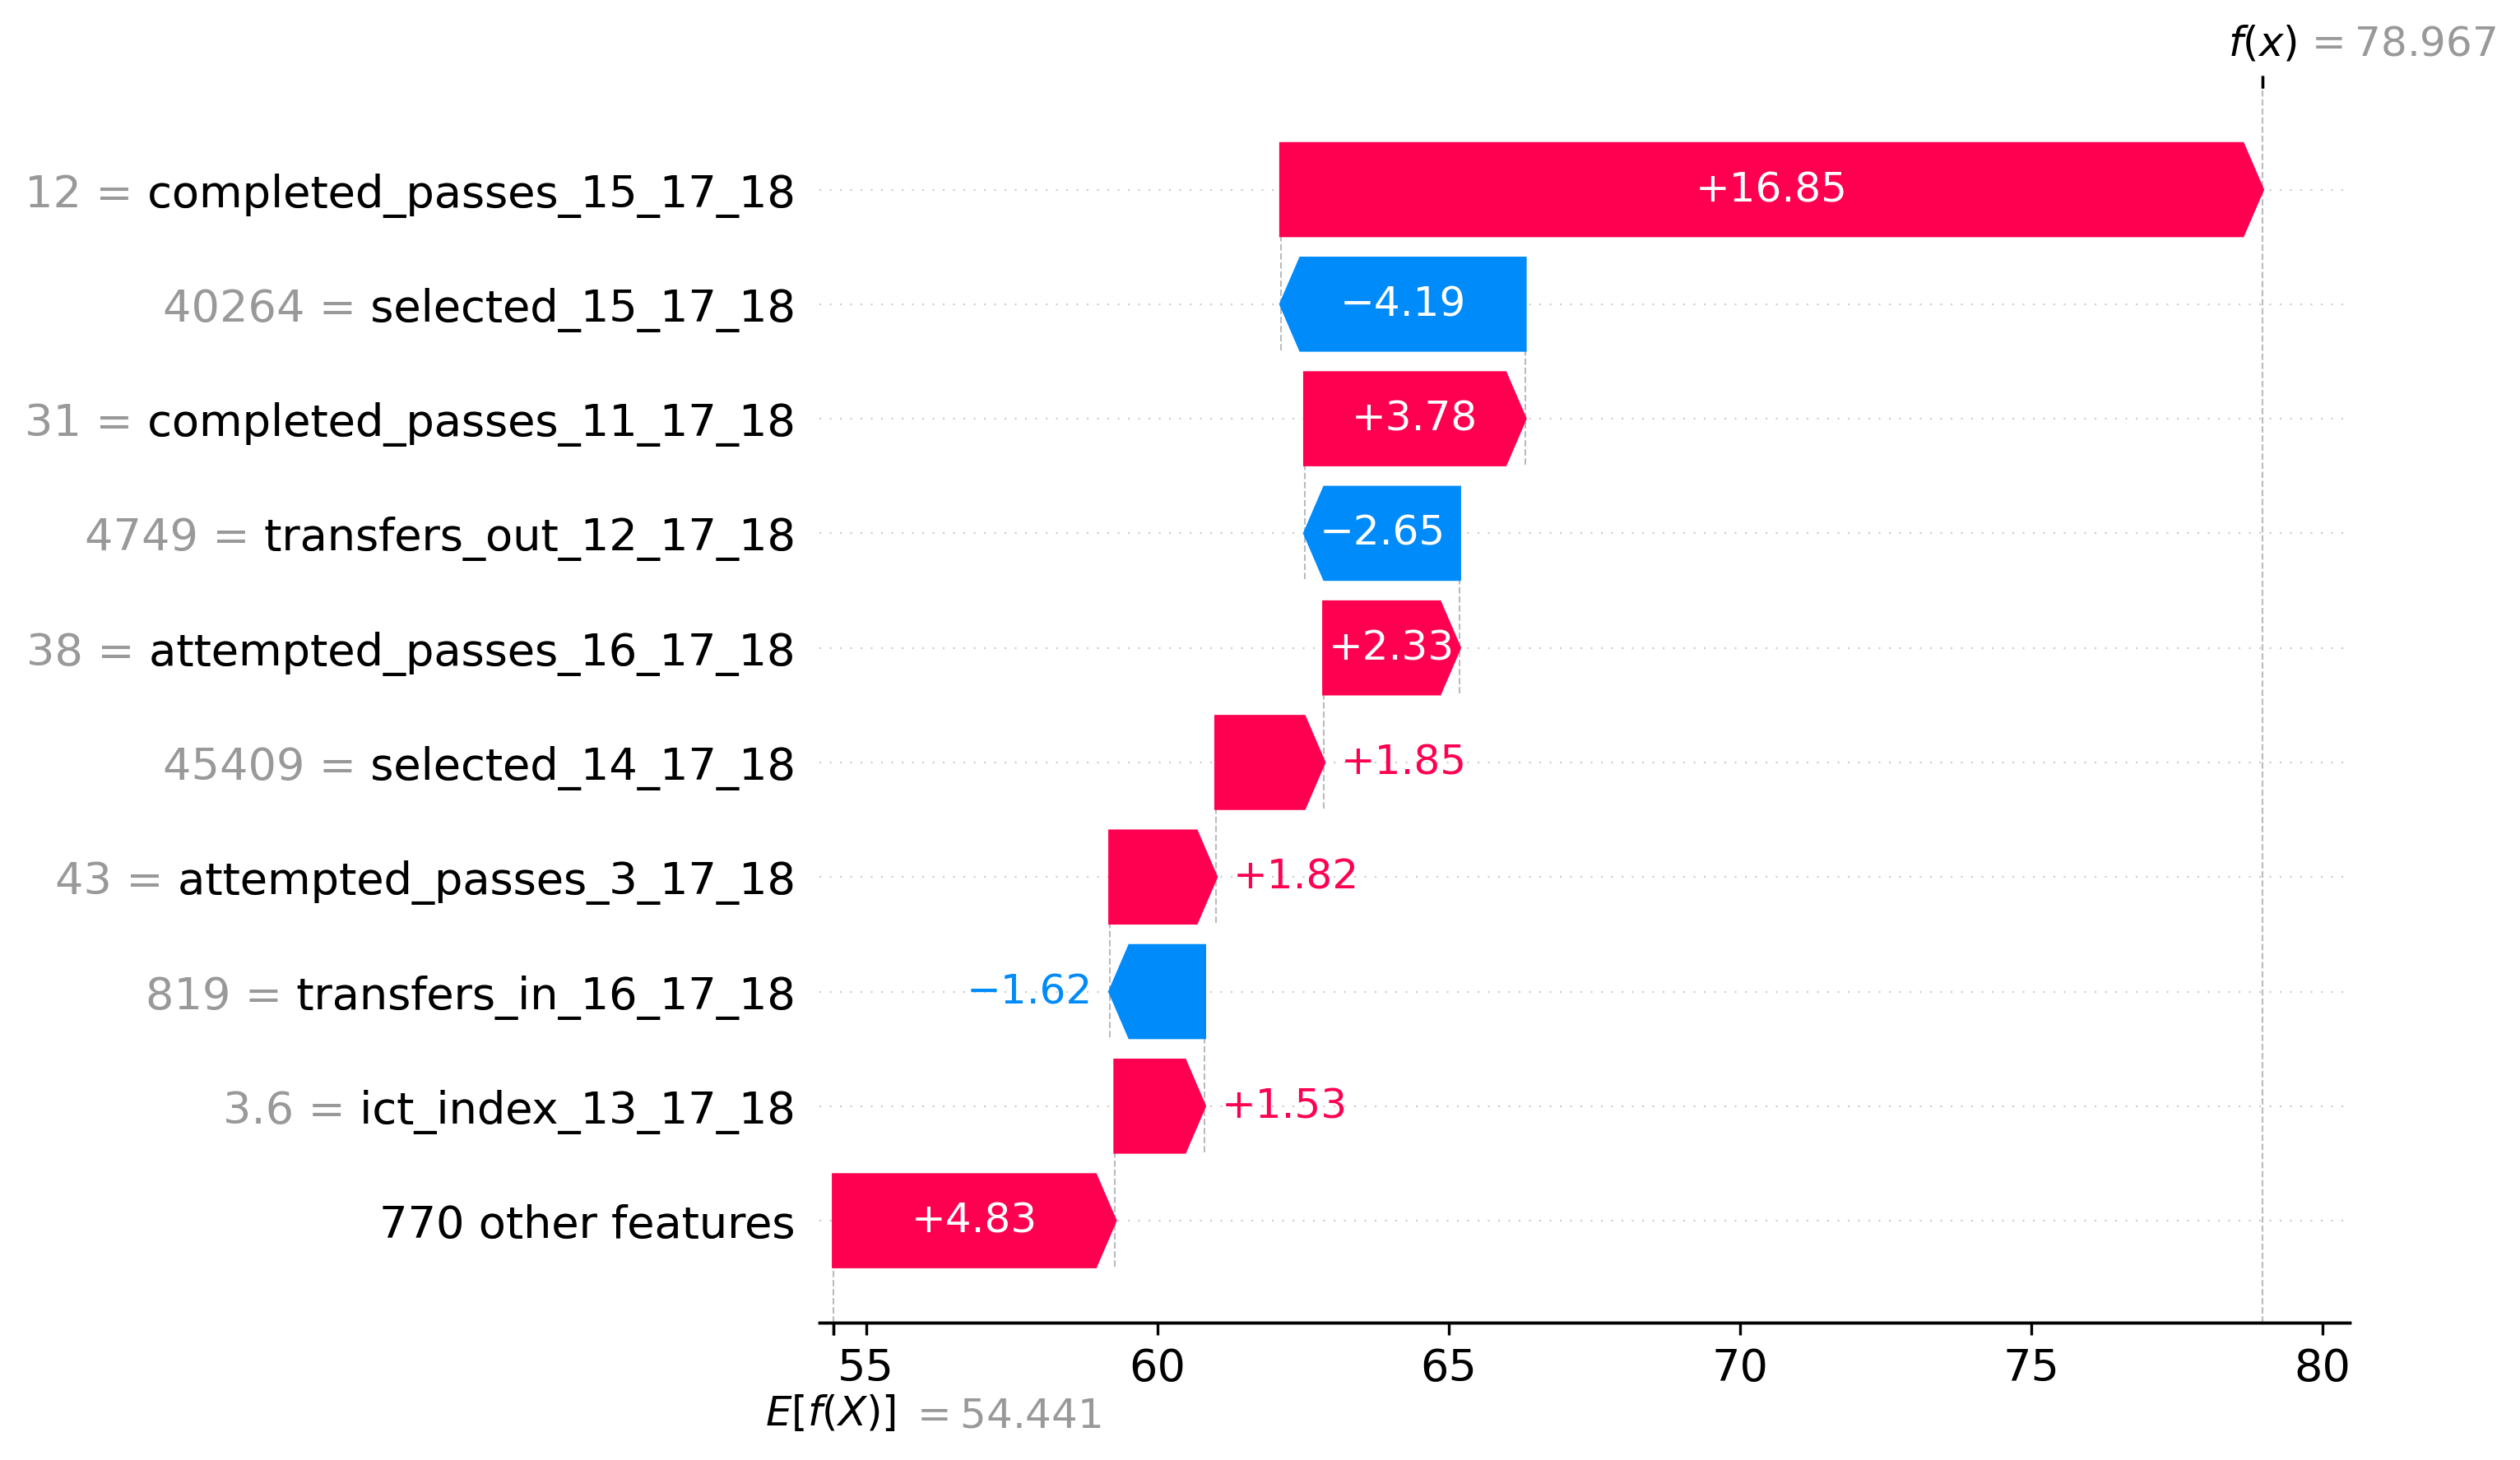 f(x) = 78.967
12 = completed_passes_15_17_18 +16.85
40264 = selected_15_17_18 −4.19
31 = completed_passes_11_17_18 +3.78
4749 = transfers_out_12_17_18 −2.65
38 = attempted_passes_16_17_18 +2.33
45409 = selected_14_17_18 +1.85
43 = attempted_passes_3_17_18 +1.82
819 = transfers_in_16_17_18 −1.62
3.6 = ict_index_13_17_18 +1.53
770 other features +4.83
55 60 65 70 75 80
E[f(X)] = 54.441